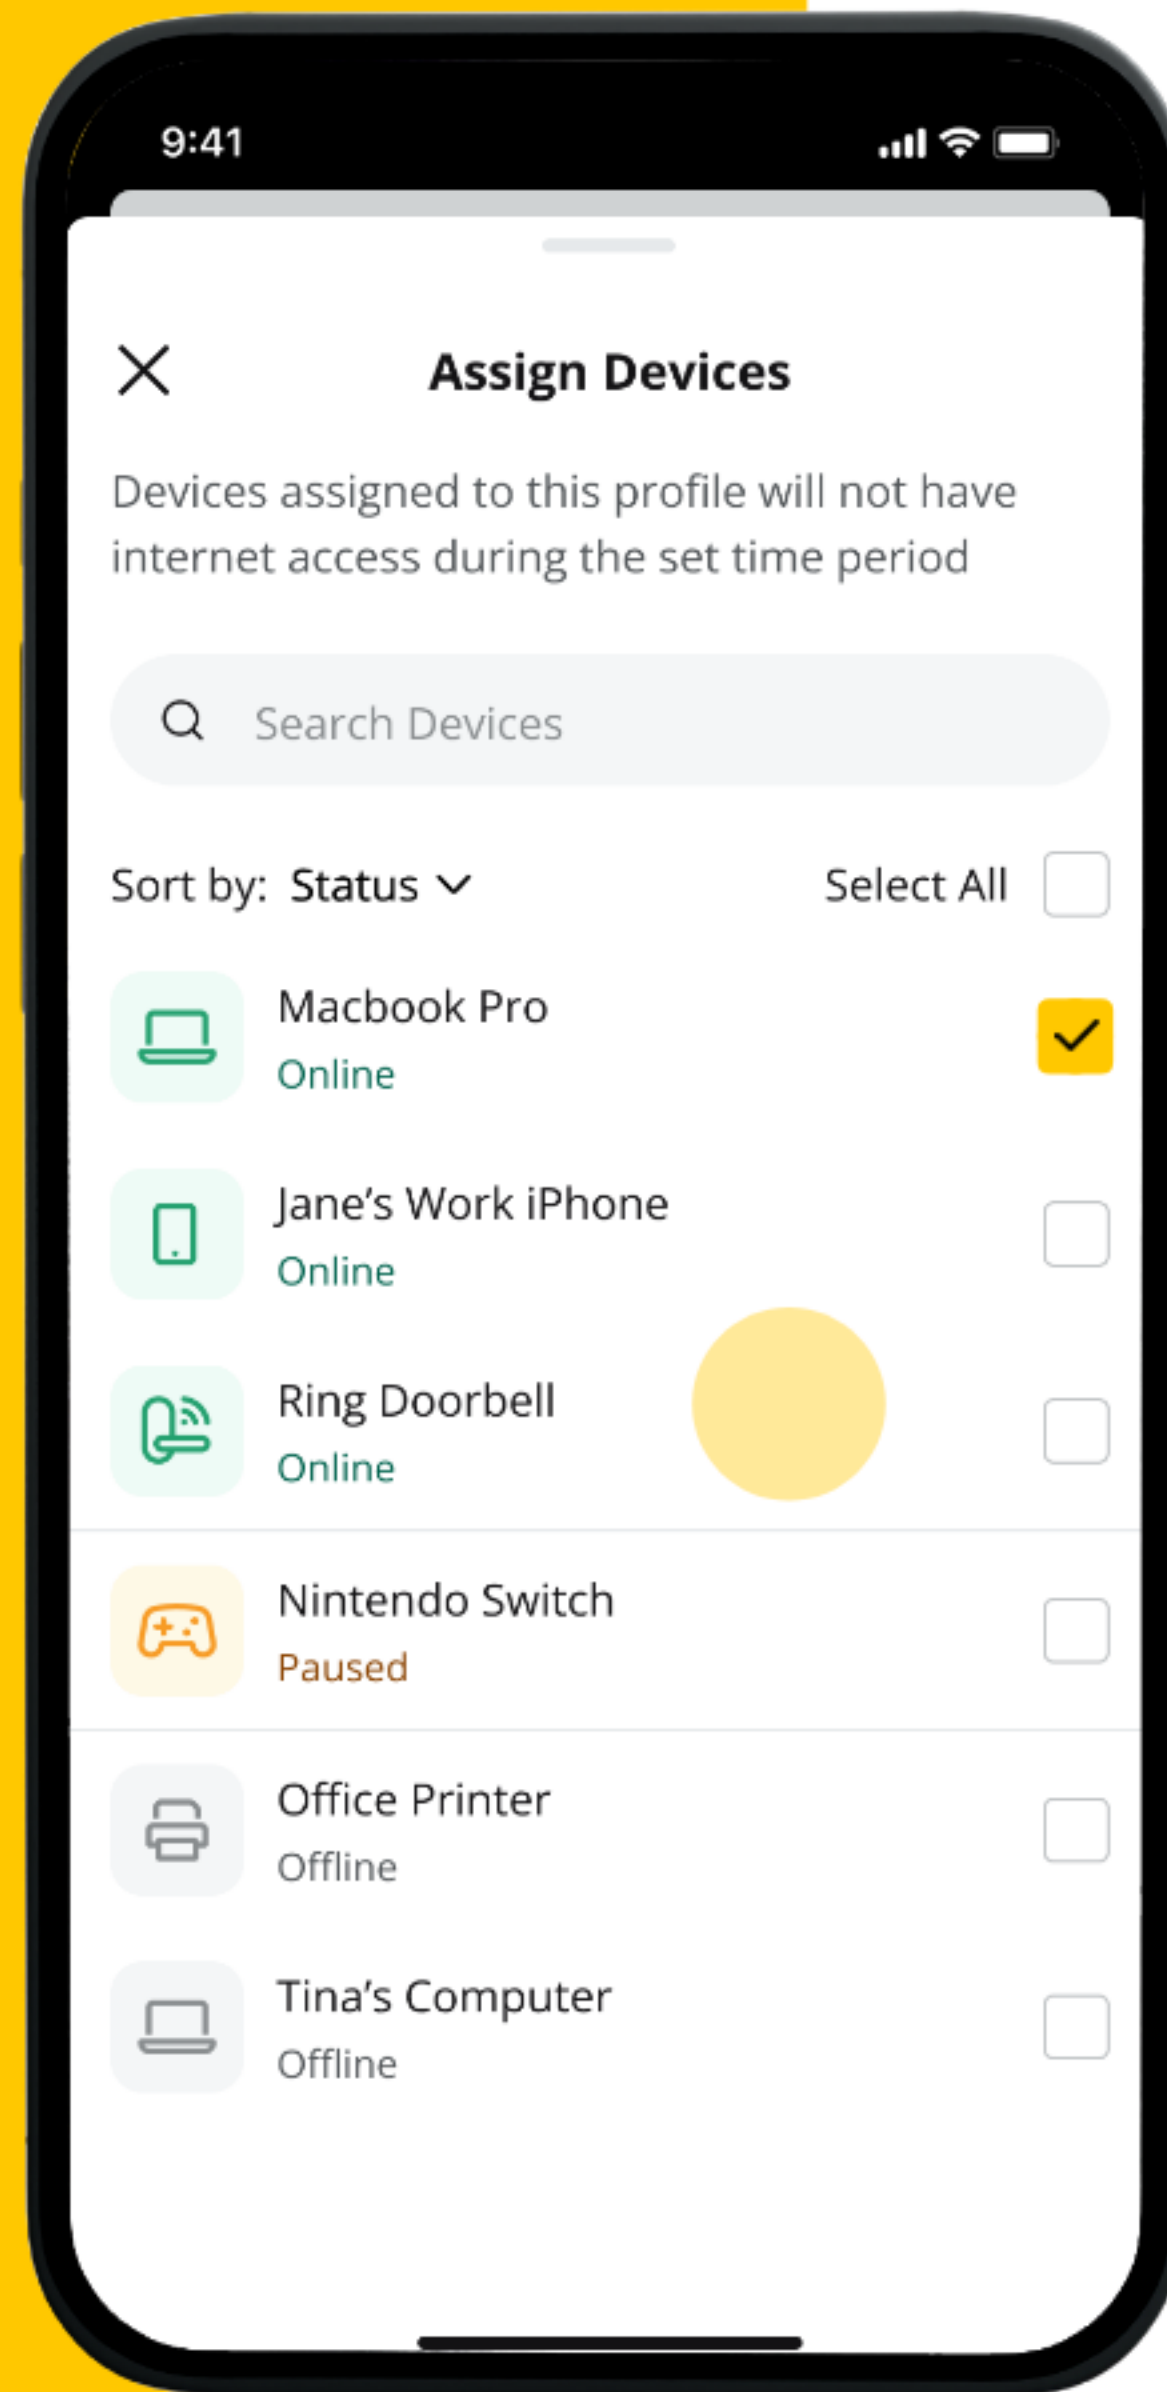 9:41
Assign Devices
Devices assigned to this profile will not have
internet access during the set time period
Search Devices
Sort by: Status
Select All
Macbook Pro
Online
Jane’s Work iPhone
Online
Ring Doorbell
Online
Nintendo Switch
Paused
Office Printer
Offline
Tina’s Computer
Offline